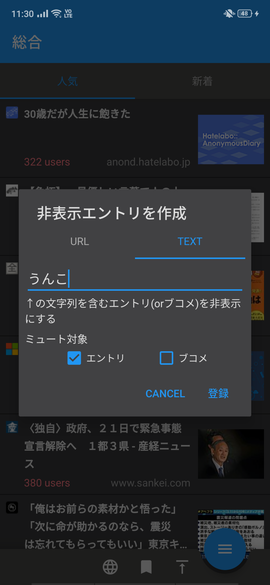 11:30
48
総合
人気 新着
30歳だが人生に飽きた
Hatelabo::
AnonymousDiary
322 users anond.hatelabo.jp
非表示エントリを作成
URL TEXT
うんこ
↑の文字列を含むエントリ(orブコメ)を非表示
にする
ミュート対象
エントリ ブコメ
CANCEL 登録
〈独自〉政府、２１日で緊急事態
宣言解除へ １都３県 - 産経ニュー
ス
380 users www.sankei.com
「俺はお前らの素材かと悟った」
「次に命が助かるのなら、震災
は忘れてもらってもいい」東京キ...